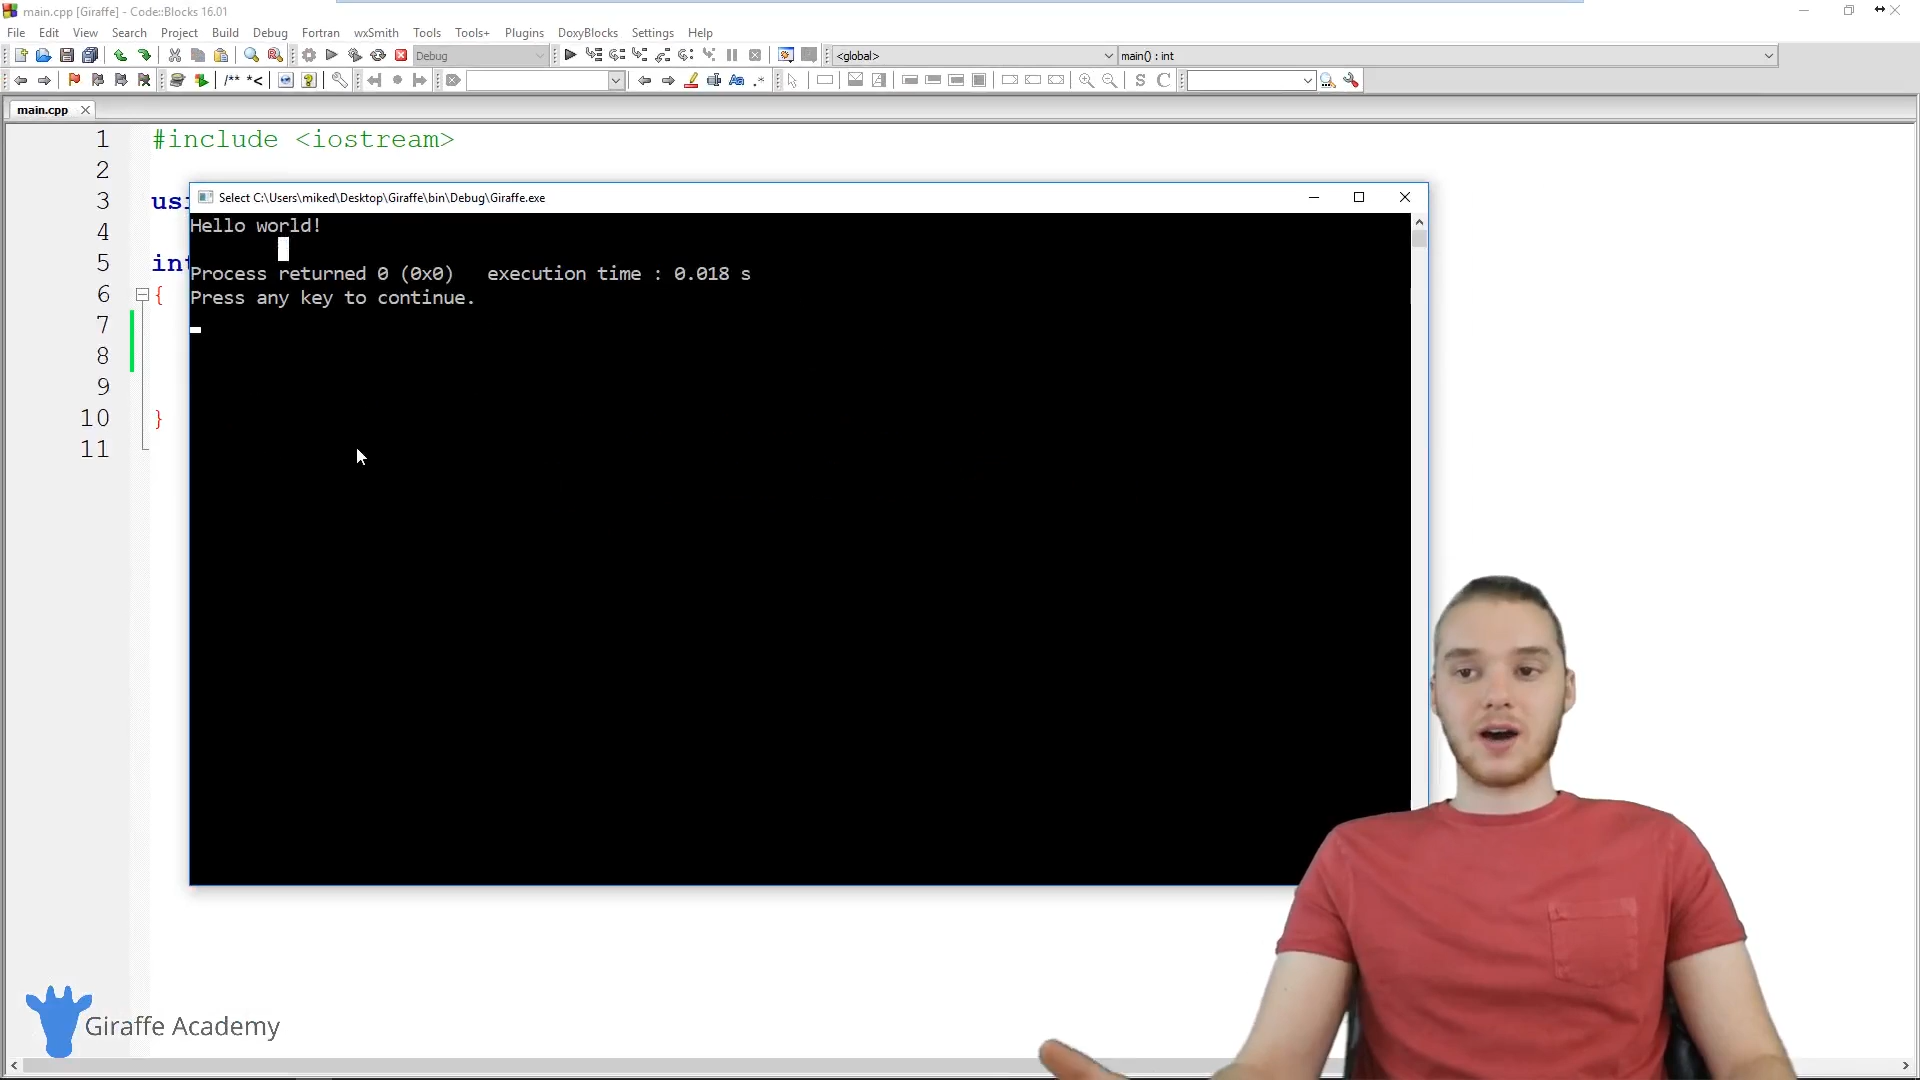 main.cpp [Giraffe] - Code::Blocks 16.01
File Edit View Search Project Build Debug Fortran wxSmith Tools Tools+ Plugins DoxyBlocks Settings Help
Debug <global> main() : int
/** *<
Aa .* S C
main.cpp
1 #include <iostream>
2
3 usi
4
5 int
6 {
7
8
9
10 }
11
Select C:\Users\miked\Desktop\Giraffe\bin\Debug\Giraffe.exe
Hello world!
Process returned 0 (0x0) execution time : 0.018 s
Press any key to continue.
Giraffe Academy